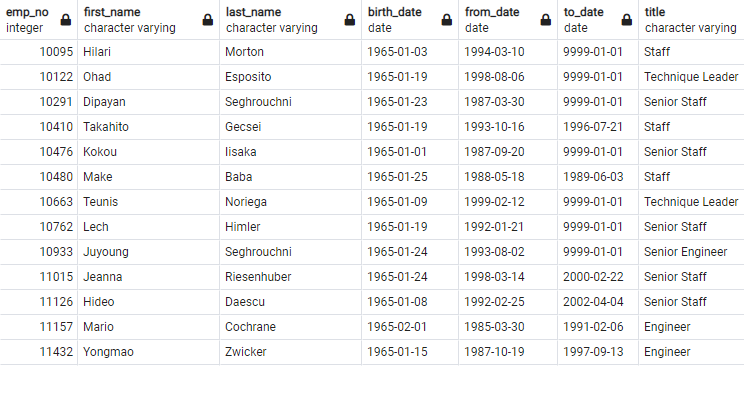 emp_no first_name last_name birth_date from_date to_date title
integer character varying character varying date date date character varying
10095 Hilari Morton 1965-01-03 1994-03-10 9999-01-01 Staff
10122 Ohad Esposito 1965-01-19 1998-08-06 9999-01-01 Technique Leader
10291 Dipayan Seghrouchni 1965-01-23 1987-03-30 9999-01-01 Senior Staff
10410 Takahito Gecsei 1965-01-19 1993-10-16 1996-07-21 Staff
10476 Kokou Iisaka 1965-01-01 1987-09-20 9999-01-01 Senior Staff
10480 Make Baba 1965-01-25 1988-05-18 1989-06-03 Staff
10663 Teunis Noriega 1965-01-09 1999-02-12 9999-01-01 Technique Leader
10762 Lech Himler 1965-01-19 1992-01-21 9999-01-01 Senior Staff
10933 Juyoung Seghrouchni 1965-01-24 1993-08-02 9999-01-01 Senior Engineer
11015 Jeanna Riesenhuber 1965-01-24 1998-03-14 2000-02-22 Senior Staff
11126 Hideo Daescu 1965-01-08 1992-02-25 2002-04-04 Senior Staff
11157 Mario Cochrane 1965-02-01 1985-03-30 1991-02-06 Engineer
11432 Yongmao Zwicker 1965-01-15 1987-10-19 1997-09-13 Engineer